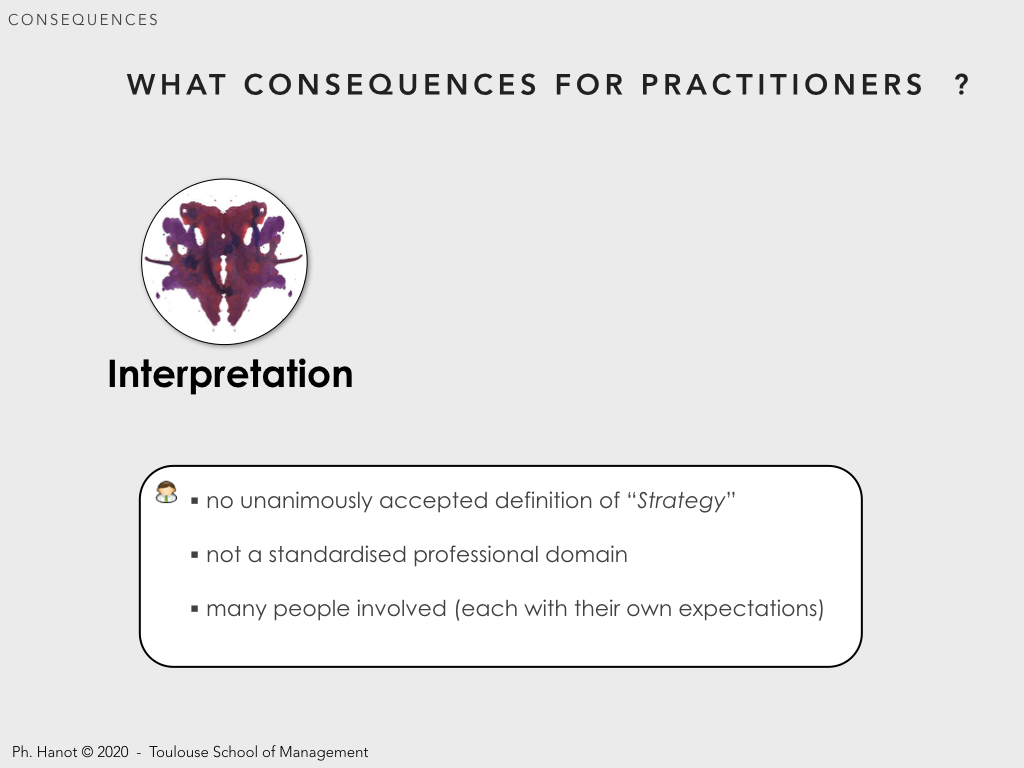 CONSEQUENCES
WHAT CONSEQUENCES FOR PRACTITIONERS ?
Interpretation
▪ no unanimously accepted definition of “Strategy”
▪ not a standardised professional domain
▪ many people involved (each with their own expectations)
Ph. Hanot © 2020 - Toulouse School of Management